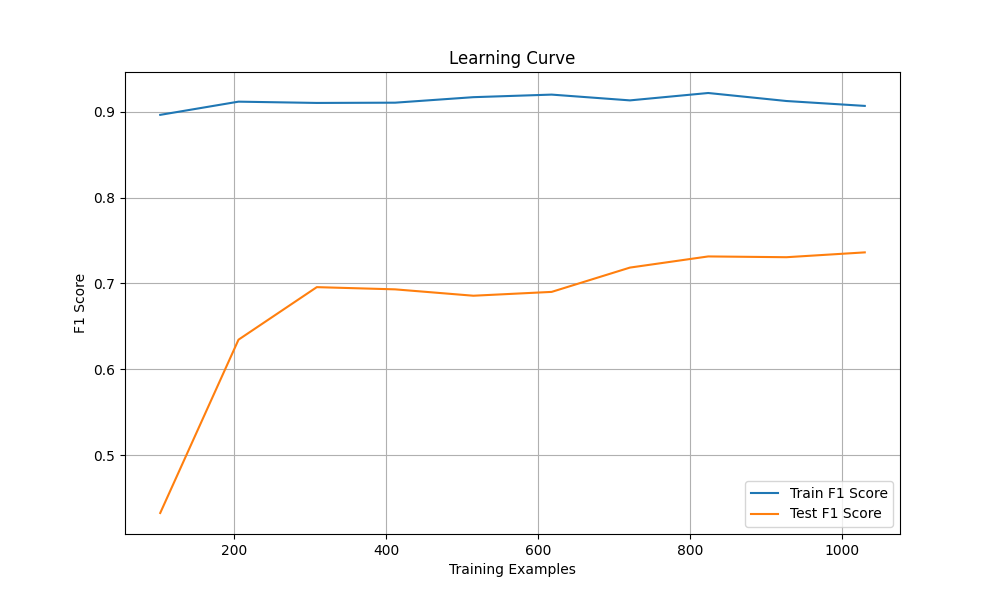 Learning Curve
0.9
0.8
0.7
0.6
0.5
F1 Score
200
400
600
800
1000
Training Examples
Train F1 Score
Test F1 Score